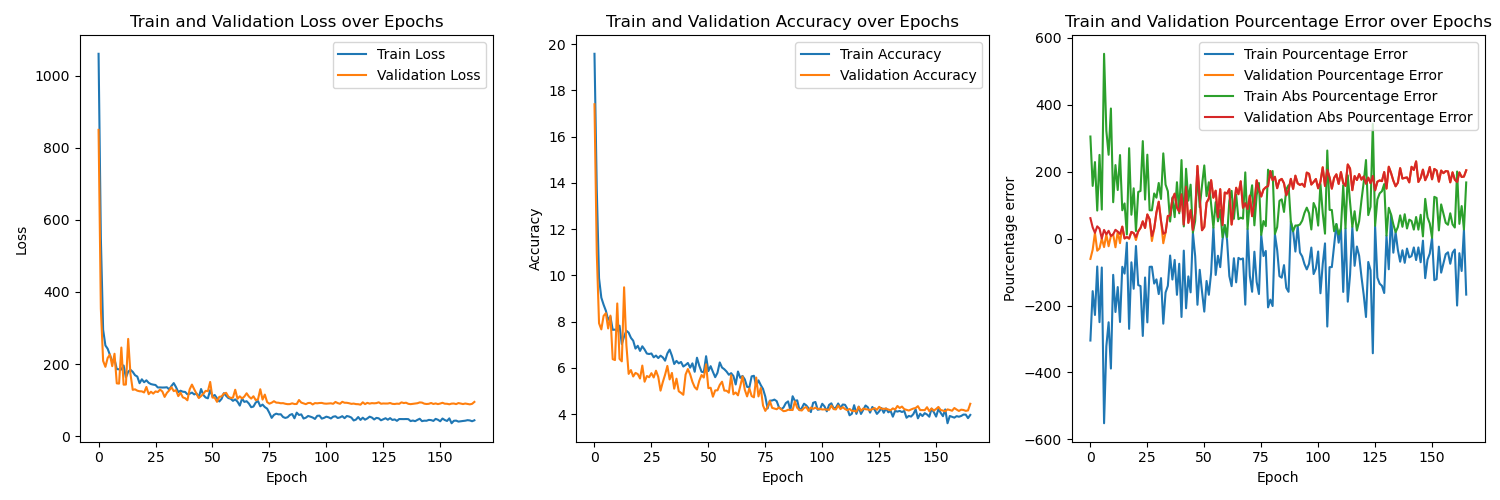 Train and Validation Loss over Epochs
Loss
1000
800
600
400
200
0
Train Loss
Validation Loss
0 25 50 75 100 125 150
Epoch
Train and Validation Accuracy over Epochs
Accuracy
20
18
16
14
12
10
8
6
4
Train Accuracy
Validation Accuracy
0 25 50 75 100 125 150
Epoch
Train and Validation Pourcentage Error over Epochs
Pourcentage error
600
400
200
0
−200
−400
−600
Train Pourcentage Error
Validation Pourcentage Error
Train Abs Pourcentage Error
Validation Abs Pourcentage Error
0 25 50 75 100 125 150
Epoch